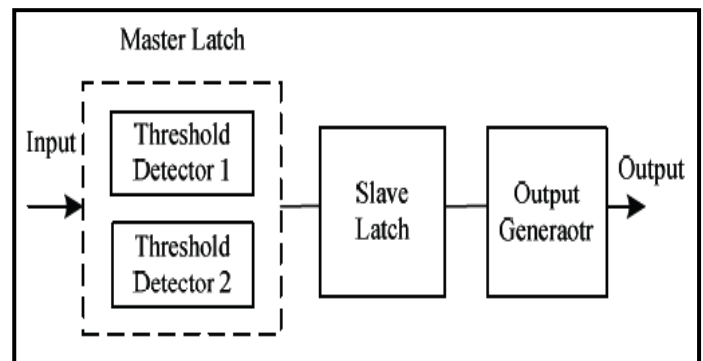 Master Latch
Input
Threshold
Detector 1
Threshold
Detector 2
Slave
Latch
Output
Generaotr
Output